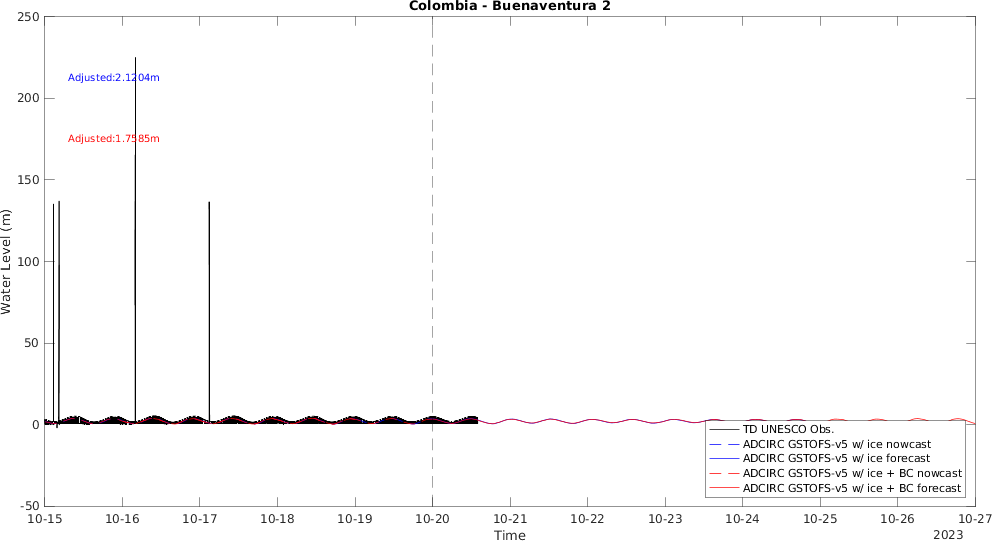 Colombia - Buenaventura 2
250
200
150
100
50
0
-50
Water Level (m)
Adjusted:2.1204m
Adjusted:1.7585m
TD UNESCO Obs.
ADCIRC GSTOFS-v5 w/ ice nowcast
ADCIRC GSTOFS-v5 w/ ice forecast
ADCIRC GSTOFS-v5 w/ ice + BC nowcast
ADCIRC GSTOFS-v5 w/ ice + BC forecast
10-15 10-16 10-17 10-18 10-19 10-20 10-21 10-22 10-23 10-24 10-25 10-26 10-27
Time
2023